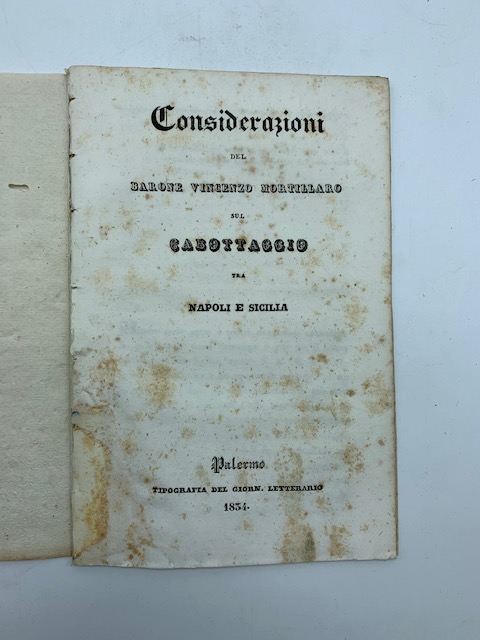 Considerazioni
DEL
BARONE VINCENZO MORTILLARO
SUL
CABOTTAGGIO
TRA
NAPOLI E SICILIA
Palermo
TIPOGRAFIA DEL GIORN. LETTERARIO
1834.